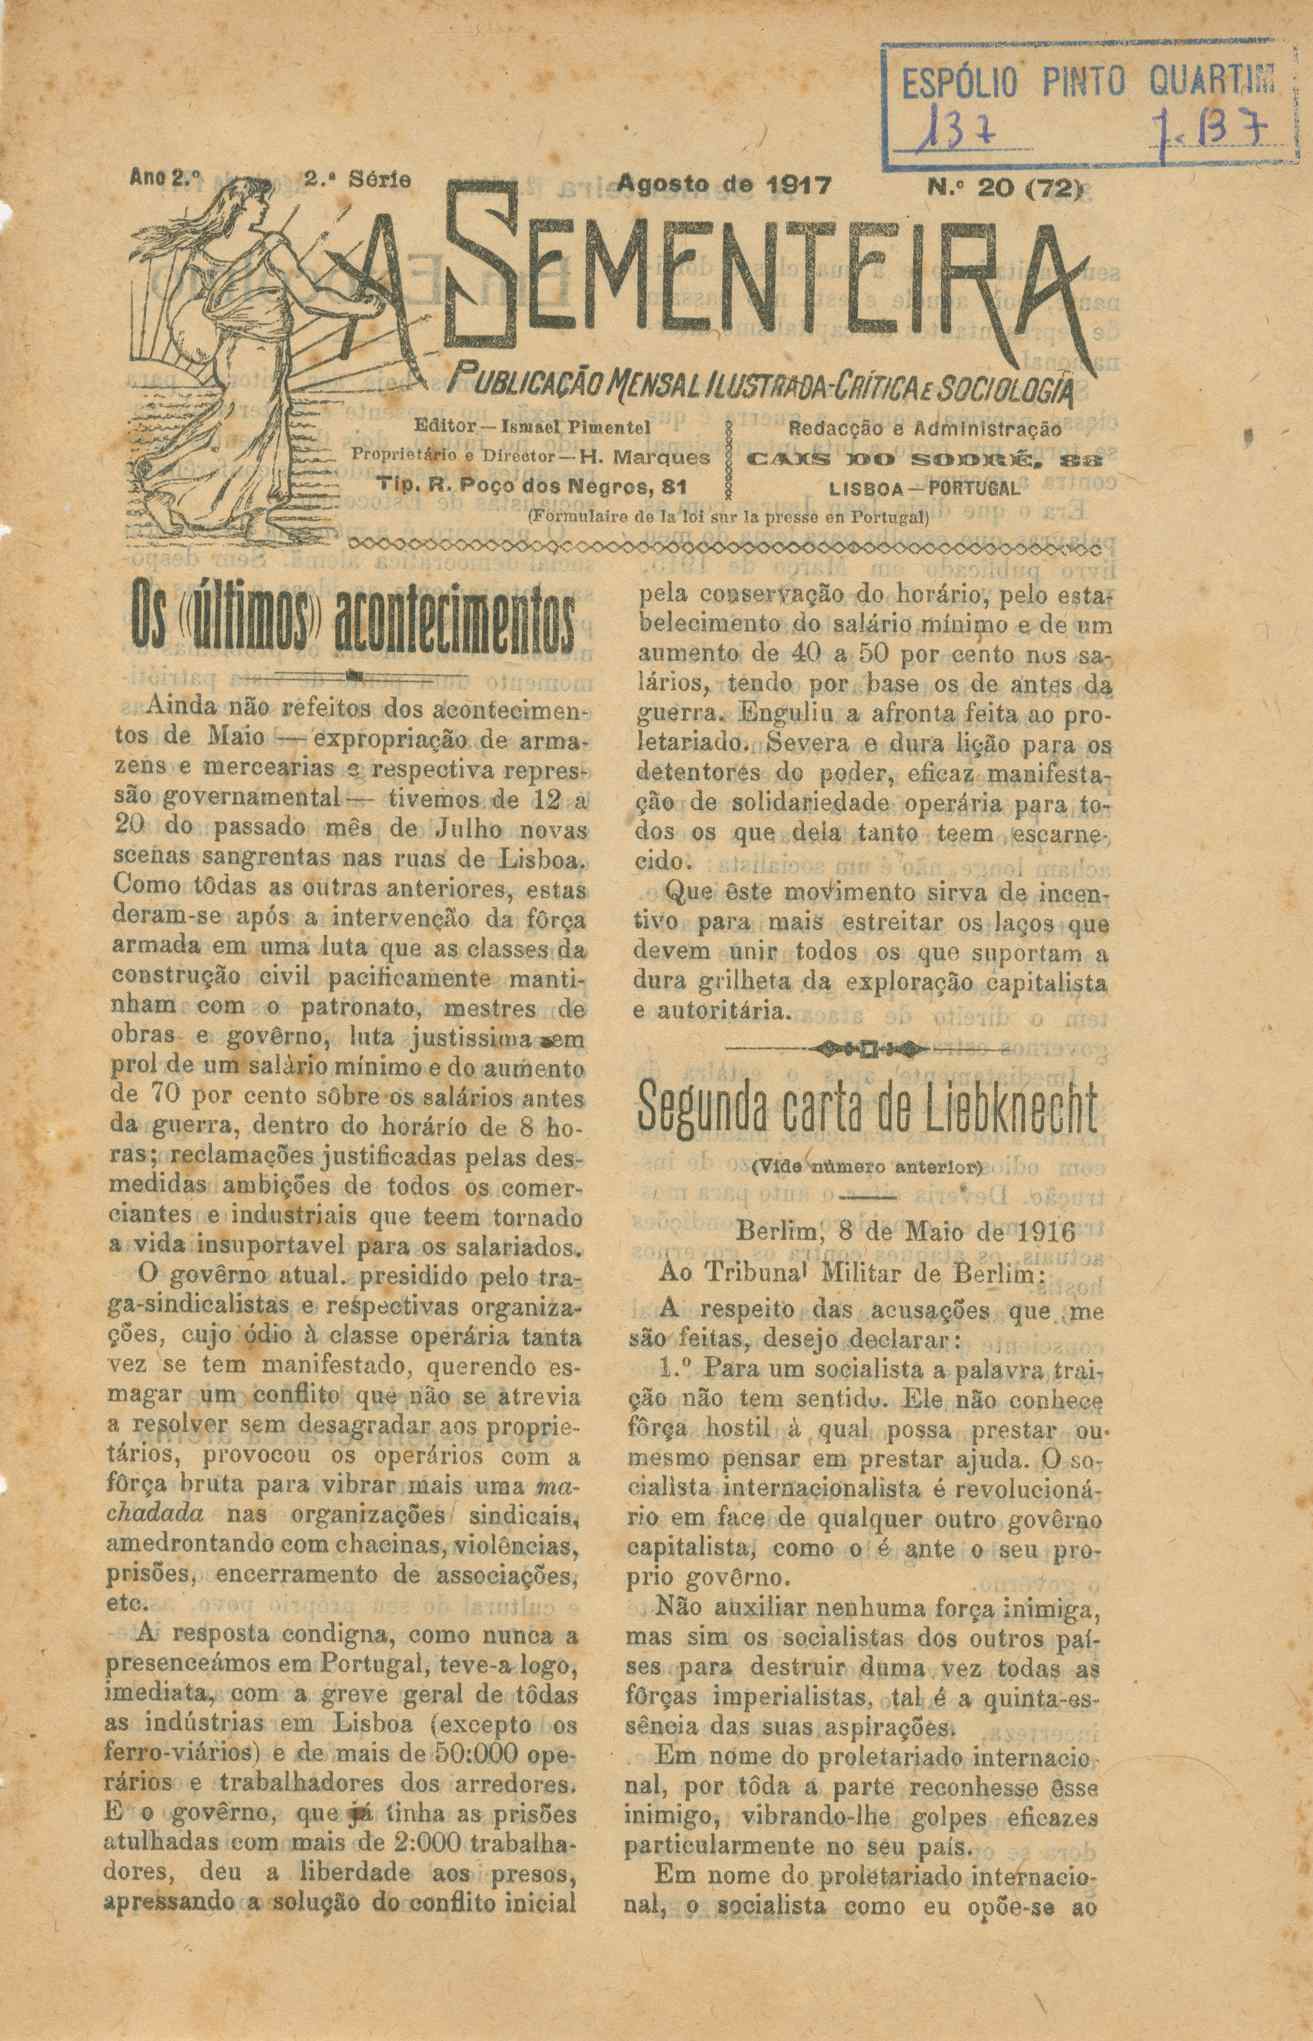 ESPÓLIO PINTO QUARTIM
137
Ano 2.º 2.ª Série Agosto de 1917 N.º 20 (72)
A SEMENTEIRA
PUBLICAÇÃO MENSAL ILUSTRADA-CRÍTICA E SOCIOLOGÍA
Editor—Ismael Pimentel
Proprietário e Director—H. Marques
Tip. R. Poço dos Negros, 81
Redacção e Administração
CAIS DO SODRÉ, 88
LISBOA—PORTUGAL
(Formulaire de la loi sur la presse en Portugal)
Os «últimos» acontecimentos
Ainda não refeitos dos acontecimen-
tos de Maio—expropriação de arma-
zens e mercearias e respectiva repres-
são governamental—tivemos de 12 a
20 do passado mês de Julho novas
scenas sangrentas nas ruas de Lisboa.
Como tôdas as outras anteriores, estas
deram-se após a intervenção da fôrça
armada em uma luta que as classes da
construção civil pacificamente manti-
nham com o patronato, mestres de
obras e govêrno, luta justissima em
prol de um salàrio mínimo e do aumento
de 70 por cento sôbre os salários antes
da guerra, dentro do horário de 8 ho-
ras; reclamações justificadas pelas des-
medidas ambições de todos os comer-
ciantes e industriais que teem tornado
a vida insuportavel para os salariados.
O govêrno atual. presidido pelo tra-
ga-sindicalistas e respectivas organiza-
ções, cujo ódio à classe operária tanta
vez se tem manifestado, querendo es-
magar um conflito que não se atrevia
a resolver sem desagradar aos proprie-
tários, provocou os operários com a
fôrça bruta para vibrar mais uma ma-
chadada nas organizações sindicais,
amedrontando com chacinas, violências,
prisões, encerramento de associações,
etc.
A resposta condigna, como nunca a
presenceámos em Portugal, teve-a logo,
imediata, com a greve geral de tôdas
as indústrias em Lisboa (excepto os
ferro-viários) e de mais de 50:000 ope-
rários e trabalhadores dos arredores.
E o govêrno, que já tinha as prisões
atulhadas com mais de 2:000 trabalha-
dores, deu a liberdade aos presos,
apressando a solução do conflito inicial
pela conservação do horário, pelo esta-
belecimento do salário mínimo e de um
aumento de 40 a 50 por cento nos sa-
lários, tendo por base os de antes da
guerra. Enguliu a afronta feita ao pro-
letariado. Severa e dura lição para os
detentores do poder, eficaz manifesta-
ção de solidariedade operária para to-
dos os que dela tanto teem escarne-
cido.
Que êste movimento sirva de incen-
tivo para mais estreitar os laços que
devem unir todos os que suportam a
dura grilheta da exploração capitalista
e autoritária.
Segunda carta de Liebknecht
(Vide número anterior)
Berlim, 8 de Maio de 1916
Ao Tribunal Militar de Berlim:
A respeito das acusações que me
são feitas, desejo declarar:
1.º Para um socialista a palavra trai-
ção não tem sentido. Ele não conhece
fôrça hostil à qual possa prestar ou
mesmo pensar em prestar ajuda. O so-
cialista internacionalista é revolucioná-
rio em face de qualquer outro govêrno
capitalista, como o é ante o seu pro-
prio govêrno.
Não auxiliar nenhuma força inimiga,
mas sim os socialistas dos outros paí-
ses para destruir duma vez todas as
fôrças imperialistas, tal é a quinta-es-
sência das suas aspirações.
Em nome do proletariado internacio-
nal, por tôda a parte reconhesse êsse
inimigo, vibrando-lhe golpes eficazes
particularmente no seu país.
Em nome do proletariado internacio-
nal, o socialista como eu opõe-se ao